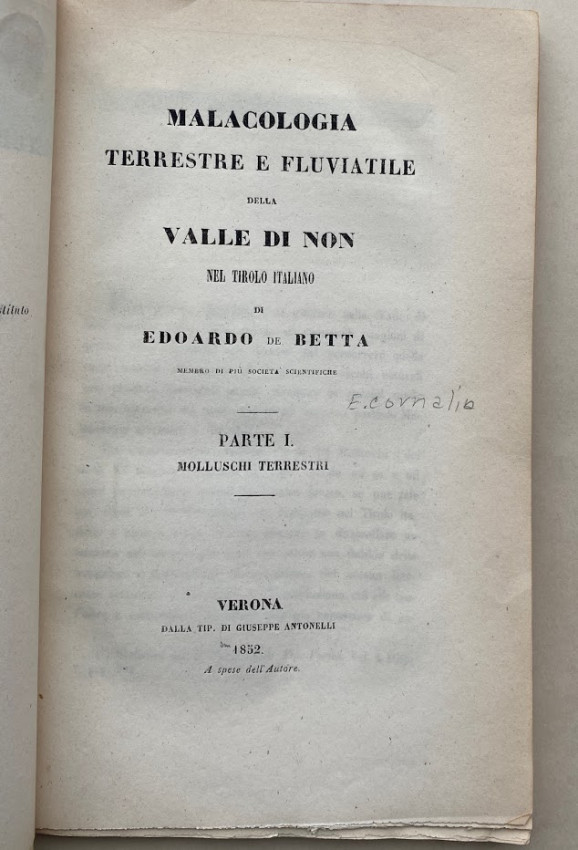 MALACOLOGIA
TERRESTRE E FLUVIATILE
DELLA
VALLE DI NON
NEL TIROLO ITALIANO
DI
EDOARDO DE BETTA
MEMBRO DI PIÙ SOCIETÀ SCIENTIFICHE
E. cornalia
PARTE I.
MOLLUSCHI TERRESTRI
VERONA
DALLA TIP. DI GIUSEPPE ANTONELLI
1852.
A spese dell'Autore.